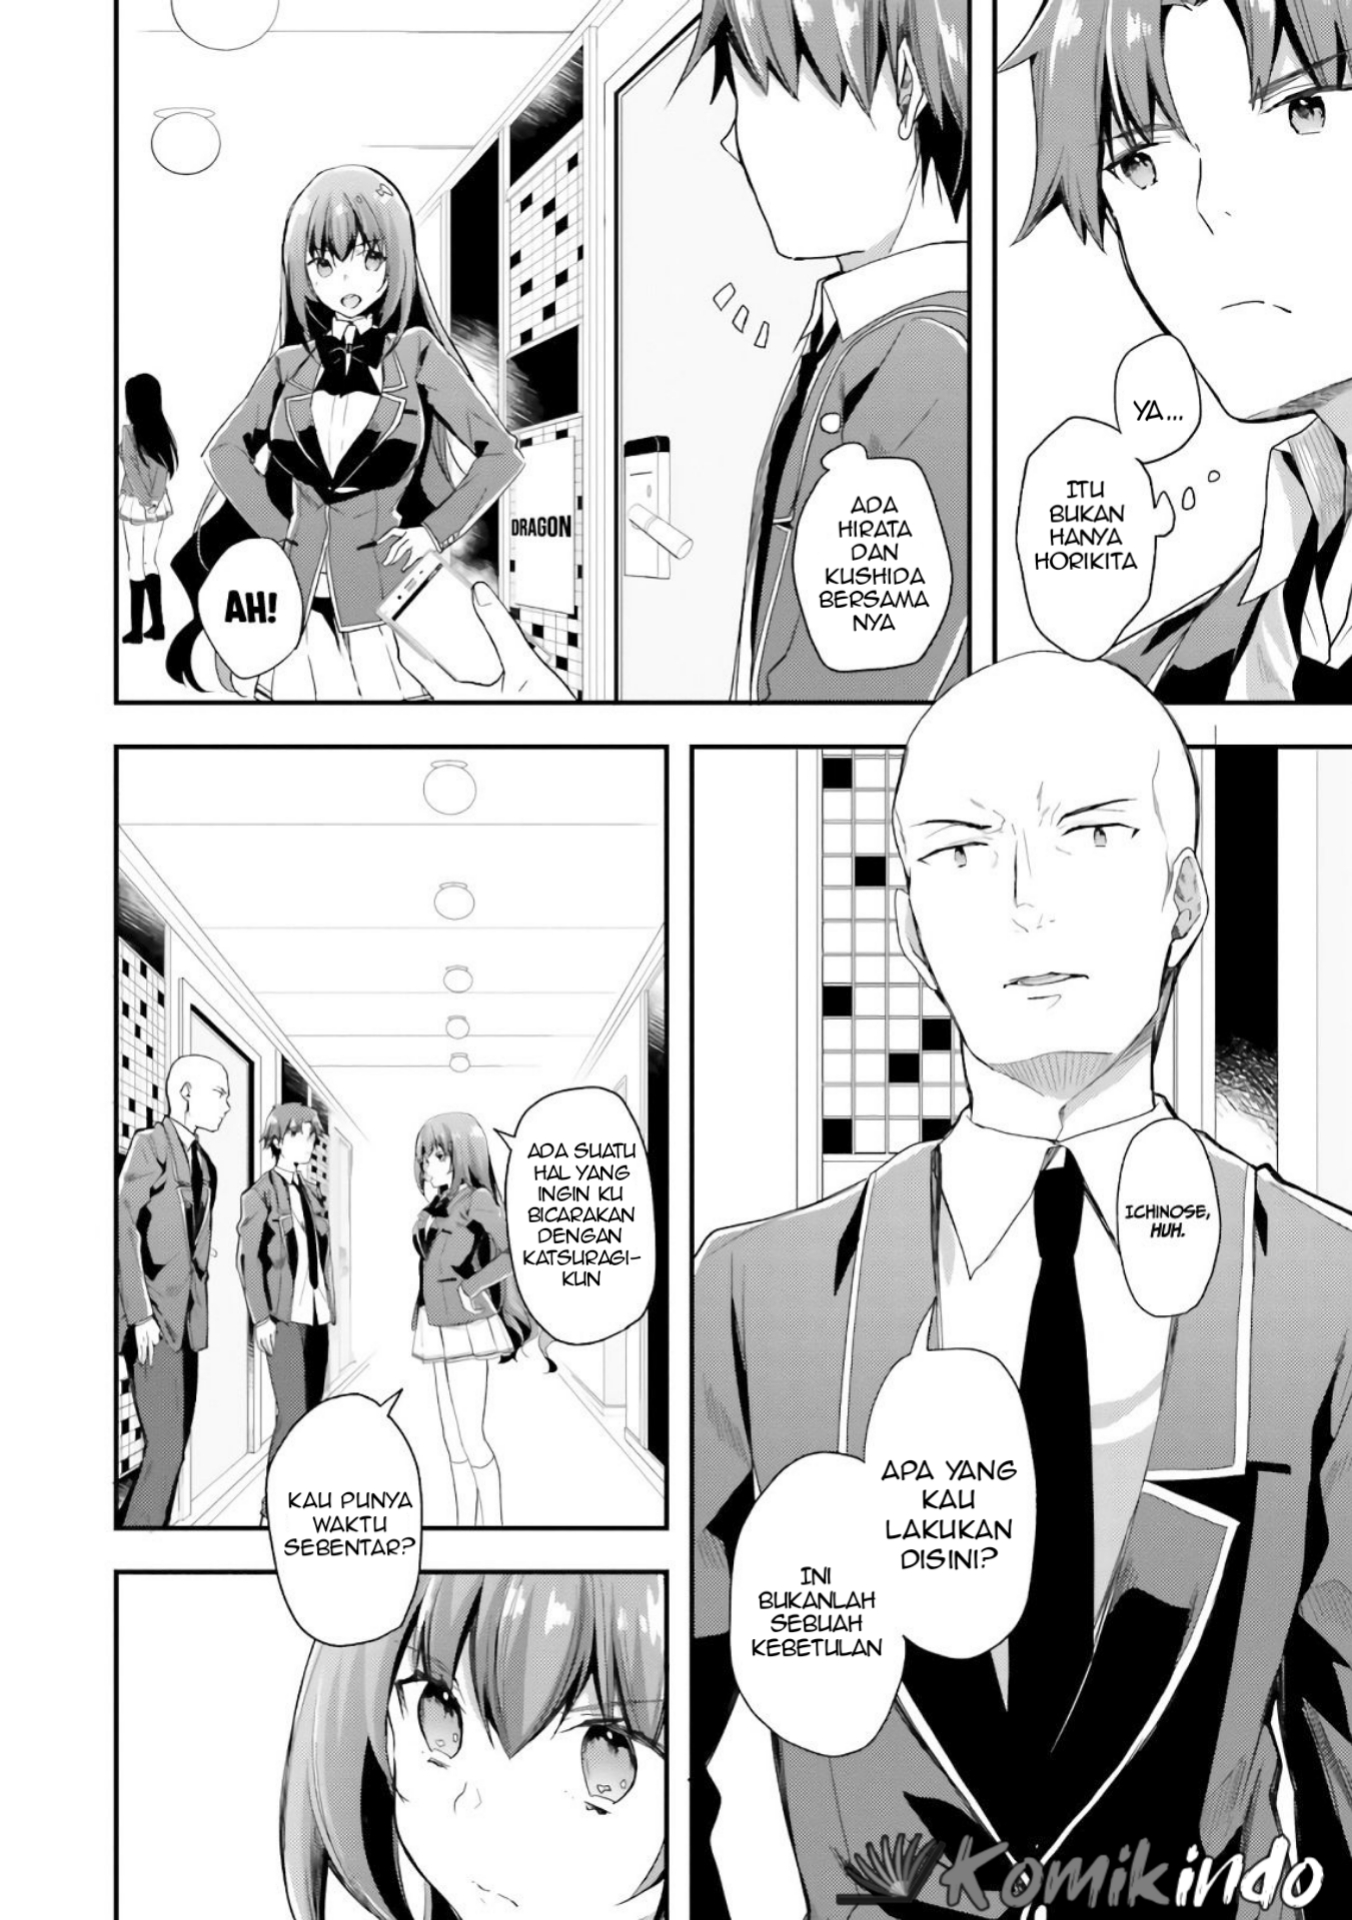 YA...
ITU
BUKAN
HANYA
HORIKITA
ADA
HIRATA
DAN
KUSHIDA
BERSAMA
NYA
DRAGON
AH!
ICHINOSE,
HUH.
APA YANG
KAU
LAKUKAN
DISINI?
INI
BUKANLAH
SEBUAH
KEBETULAN
ADA SUATU
HAL YANG
INGIN KU
BICARAKAN
DENGAN
KATSURAGI-
KUN
KAU PUNYA
WAKTU
SEBENTAR?
Komikindo